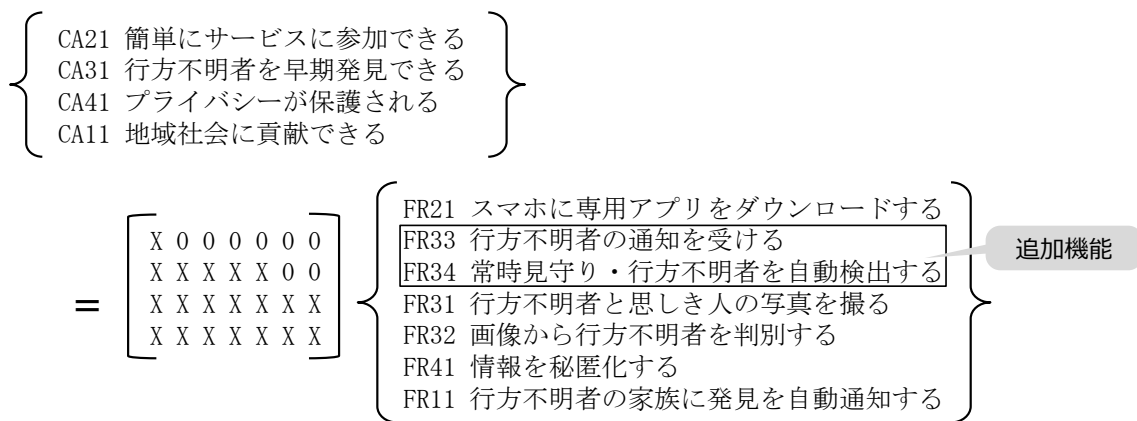 CA21 簡単にサービスに参加できる
CA31 行方不明者を早期発見できる
CA41 プライバシーが保護される
CA11 地域社会に貢献できる
=
X 0 0 0 0 0 0
X X X X X 0 0
X X X X X X X
X X X X X X X
FR21 スマホに専用アプリをダウンロードする
FR33 行方不明者の通知を受ける
FR34 常時見守り・行方不明者を自動検出する
FR31 行方不明者と思しき人の写真を撮る
FR32 画像から行方不明者を判別する
FR41 情報を秘匿化する
FR11 行方不明者の家族に発見を自動通知する
追加機能